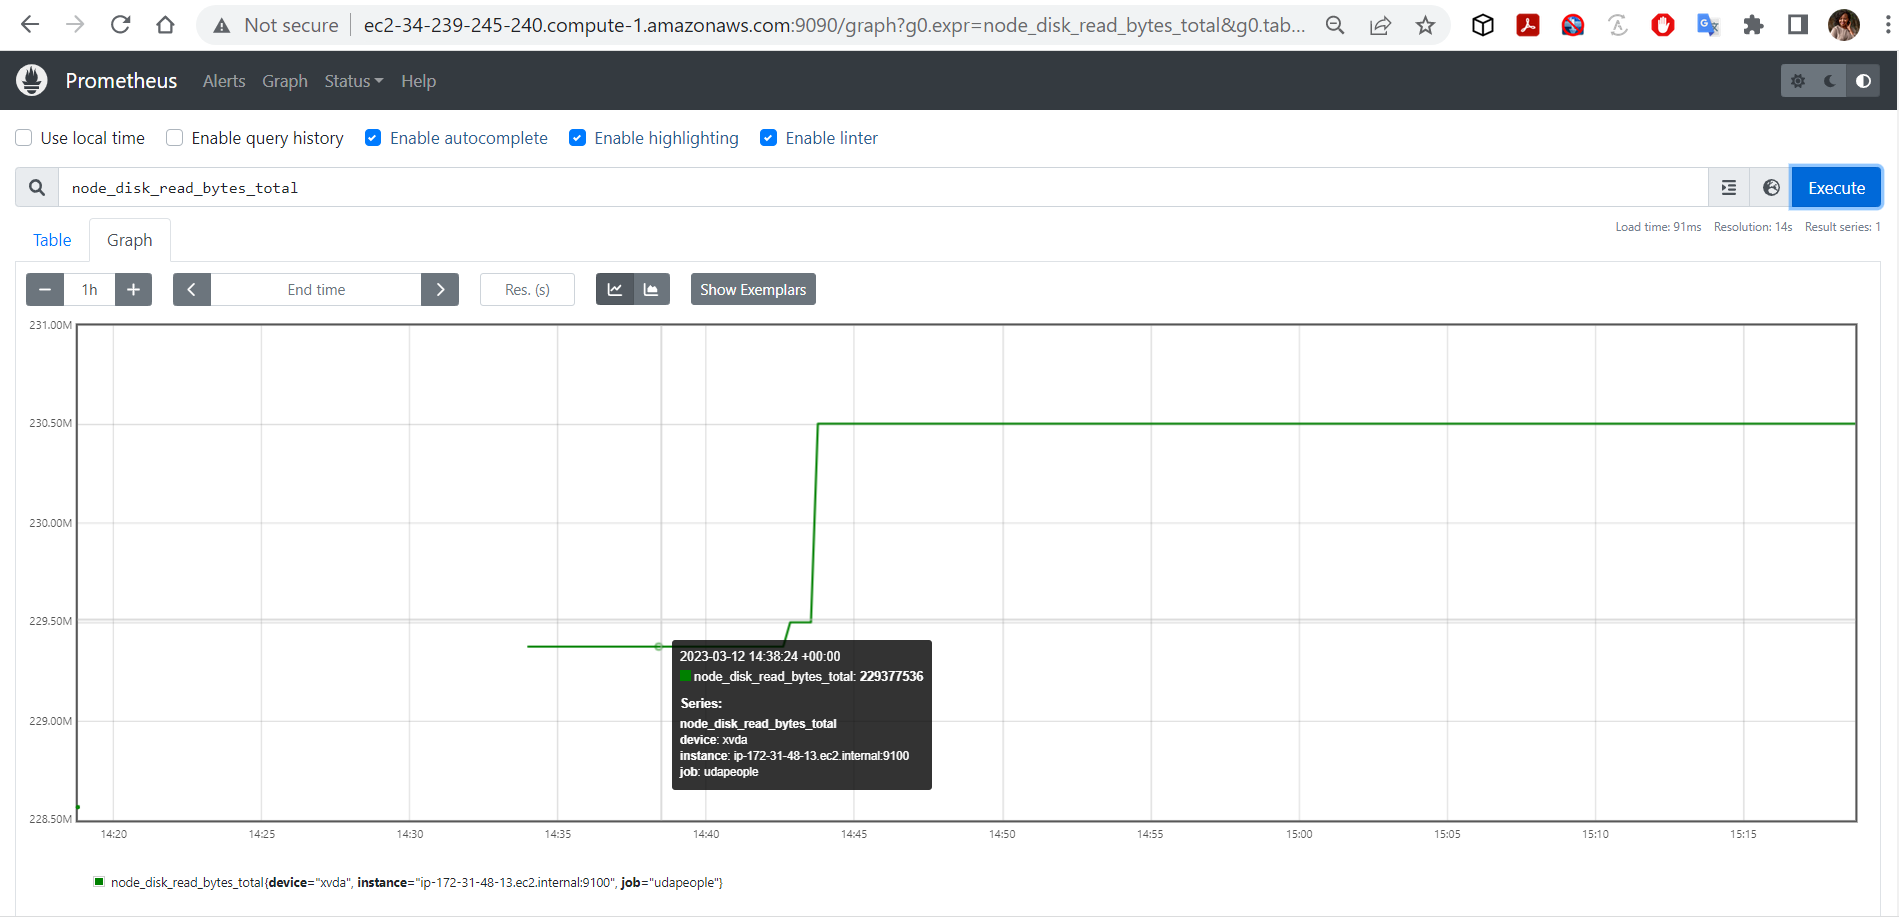 Not secure ec2-34-239-245-240.compute-1.amazonaws.com:9090/graph?g0.expr=node_disk_read_bytes_total&g0.tab...
Prometheus Alerts Graph Status Help
Use local time Enable query history Enable autocomplete Enable highlighting Enable linter
node_disk_read_bytes_total Execute
Load time: 91ms Resolution: 14s Result series: 1
Table Graph
1h End time Res. (s) Show Exemplars
231.00M
230.50M
230.00M
229.50M
229.00M
228.50M
2023-03-12 14:38:24 +00:00
node_disk_read_bytes_total: 229377536
Series:
node_disk_read_bytes_total
device: xvda
instance: ip-172-31-48-13.ec2.internal:9100
job: udapeople
14:20 14:25 14:30 14:35 14:40 14:45 14:50 14:55 15:00 15:05 15:10 15:15
node_disk_read_bytes_total{device="xvda", instance="ip-172-31-48-13.ec2.internal:9100", job="udapeople"}